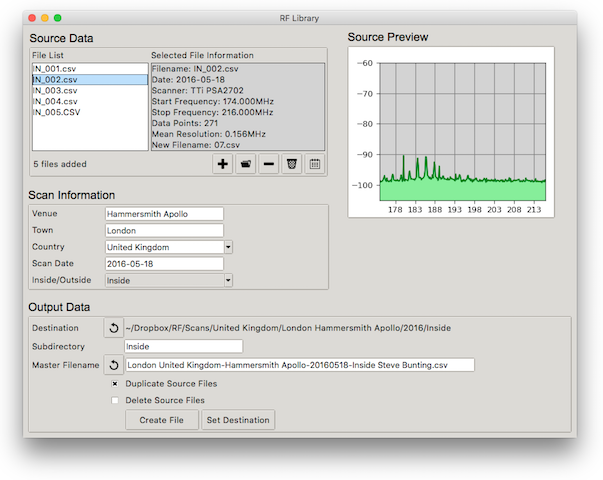 RF Library
Source Data
File List
IN_001.csv
IN_002.csv
IN_003.csv
IN_004.csv
IN_005.CSV
5 files added
Selected File Information
Filename: IN_002.csv
Date: 2016-05-18
Scanner: TTi PSA2702
Start Frequency: 174.000MHz
Stop Frequency: 216.000MHz
Data Points: 271
Mean Resolution: 0.156MHz
New Filename: 07.csv
Source Preview
−60
−70
−80
−90
−100
178 183 188 193 198 203 208 213
Scan Information
Venue Hammersmith Apollo
Town London
Country United Kingdom
Scan Date 2016-05-18
Inside/Outside Inside
Output Data
Destination ~/Dropbox/RF/Scans/United Kingdom/London Hammersmith Apollo/2016/Inside
Subdirectory Inside
Master Filename London United Kingdom-Hammersmith Apollo-20160518-Inside Steve Bunting.csv
Duplicate Source Files
Delete Source Files
Create File Set Destination